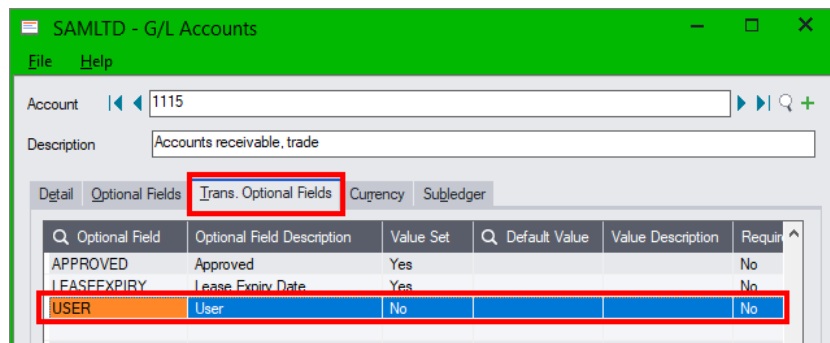 SAMLTD - G/L Accounts
File Help
Account 1115
Description Accounts receivable, trade
Detail Optional Fields Trans. Optional Fields Currency Subledger
Optional Field Optional Field Description Value Set Default Value Value Description Requir
APPROVED Approved Yes No
LEASEEXPIRY Lease Expiry Date Yes No
USER User No No